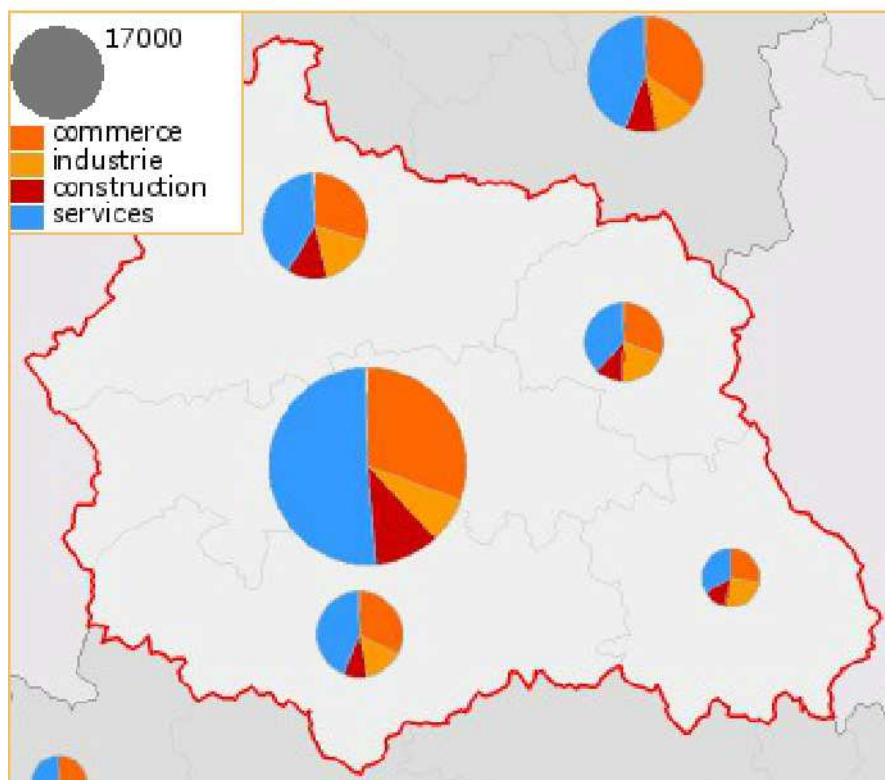 17000
commerce
industrie
construction
services